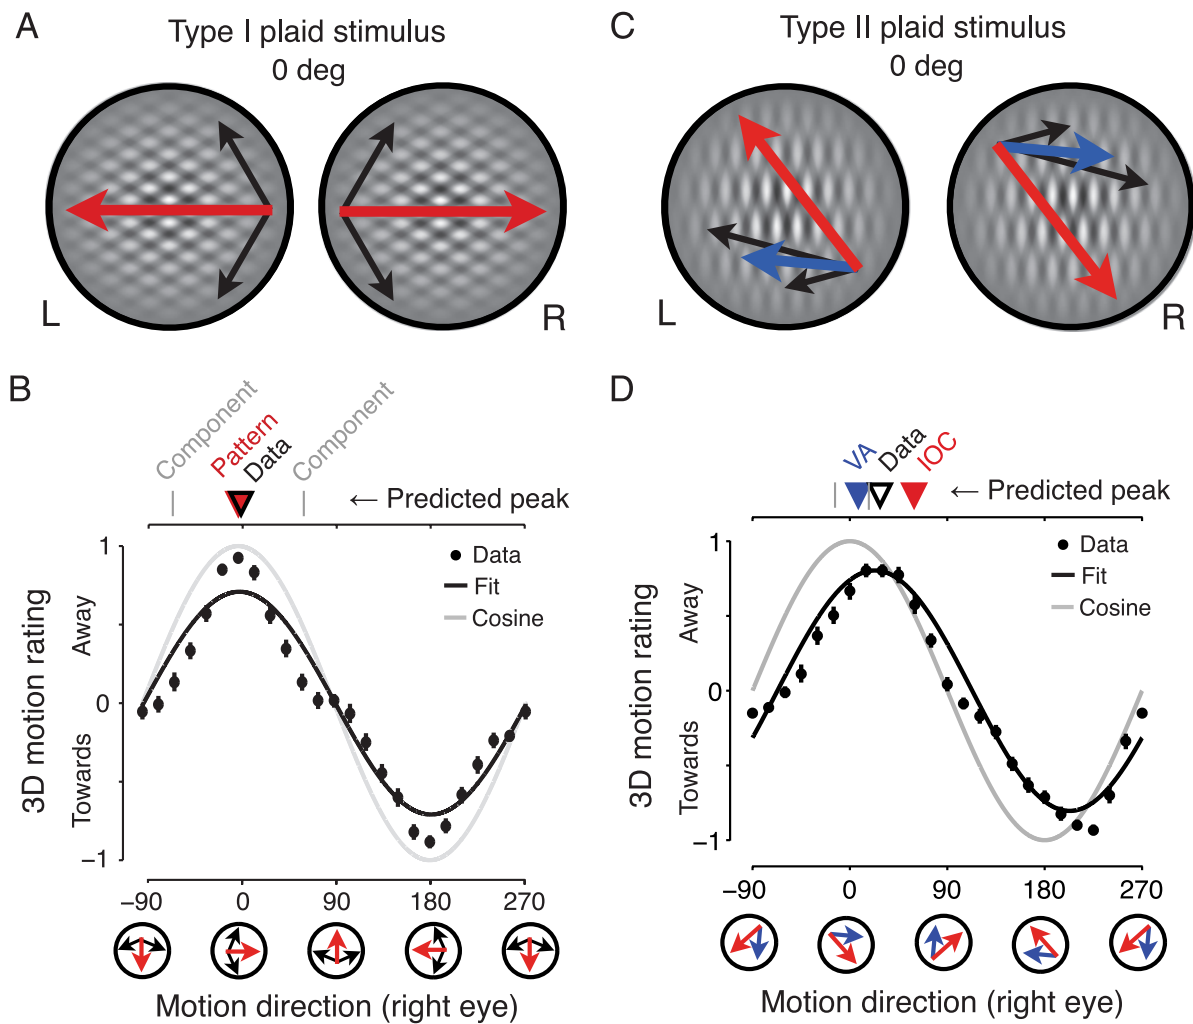 A
Type I plaid stimulus
0 deg
L
R
B
Component
Pattern
Data
Component
← Predicted peak
1
0
−1
Away
Towards
3D motion rating
Data
Fit
Cosine
−90
0
90
180
270
Motion direction (right eye)
C
Type II plaid stimulus
0 deg
L
R
D
VA
Data
IOC
← Predicted peak
1
0
−1
Away
Towards
3D motion rating
Data
Fit
Cosine
−90
0
90
180
270
Motion direction (right eye)